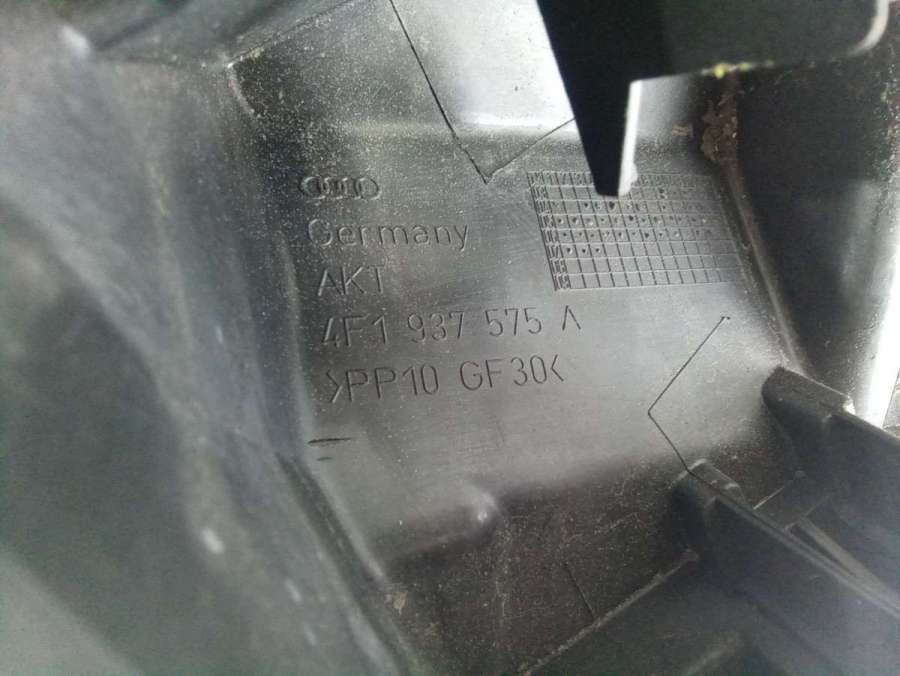 Germany
AKT
4F1 937 575 A
>PP10 GF30<